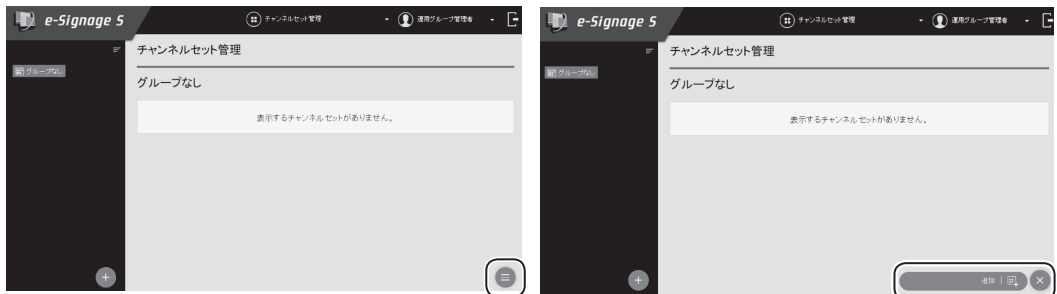 e-Signage S
チャンネルセット管理
運用グループ管理者
チャンネルセット管理
グループなし
グループなし
表示するチャンネルセットがありません。
e-Signage S
チャンネルセット管理
運用グループ管理者
チャンネルセット管理
グループなし
グループなし
表示するチャンネルセットがありません。
追加